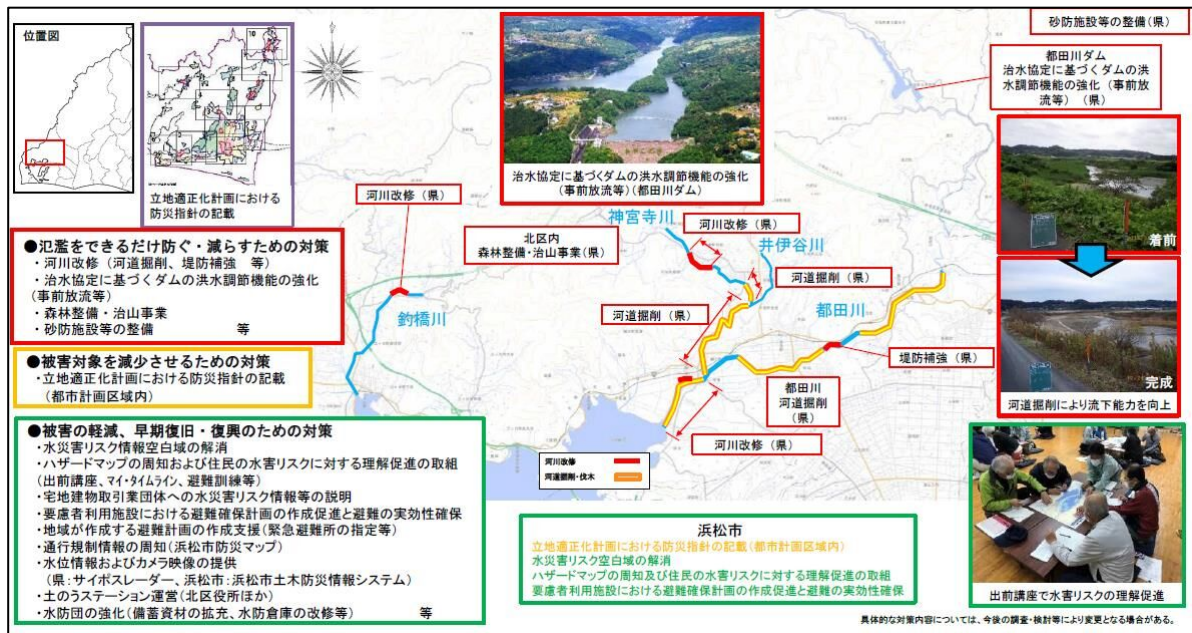 位置図
立地適正化計画における
防災指針の記載
治水協定に基づくダムの洪水調節機能の強化
(事前放流等)(都田川ダム)
砂防施設等の整備(県)
都田川ダム
治水協定に基づくダムの洪
水調節機能の強化(事前放
流等)(県)
着前
完成
河道掘削により流下能力を向上
河川改修(県)
北区内
森林整備・治山事業(県)
神宮寺川
河川改修(県)
井伊谷川
河道掘削(県)
河道掘削(県)
都田川
釣橋川
堤防補強(県)
都田川
河道掘削
(県)
河川改修(県)
●氾濫をできるだけ防ぐ・減らすための対策
・河川改修(河道掘削、堤防補強 等)
・治水協定に基づくダムの洪水調節機能の強化
(事前放流等)
・森林整備・治山事業
・砂防施設等の整備 等
●被害対象を減少させるための対策
・立地適正化計画における防災指針の記載
(都市計画区域内)
●被害の軽減、早期復旧・復興のための対策
・水災害リスク情報空白域の解消
・ハザードマップの周知および住民の水害リスクに対する理解促進の取組
(出前講座、マイ・タイムライン、避難訓練等)
・宅地建物取引業団体への水災害リスク情報等の説明
・要慮者利用施設における避難確保計画の作成促進と避難の実効性確保
・地域が作成する避難計画の作成支援(緊急避難所の指定等)
・通行規制情報の周知(浜松市防災マップ)
・水位情報およびカメラ映像の提供
(県:サイポスレーダー、浜松市:浜松市土木防災情報システム)
・土のうステーション運営(北区役所ほか)
・水防団の強化(備蓄資材の拡充、水防倉庫の改修等) 等
河川改修
河道掘削・伐木
浜松市
立地適正化計画における防災指針の記載(都市計画区域内)
水災害リスク空白域の解消
ハザードマップの周知及び住民の水害リスクに対する理解促進の取組
要慮者利用施設における避難確保計画の作成促進と避難の実効性確保
出前講座で水害リスクの理解促進
具体的な対策内容については、今後の調査・検討等により変更となる場合がある。